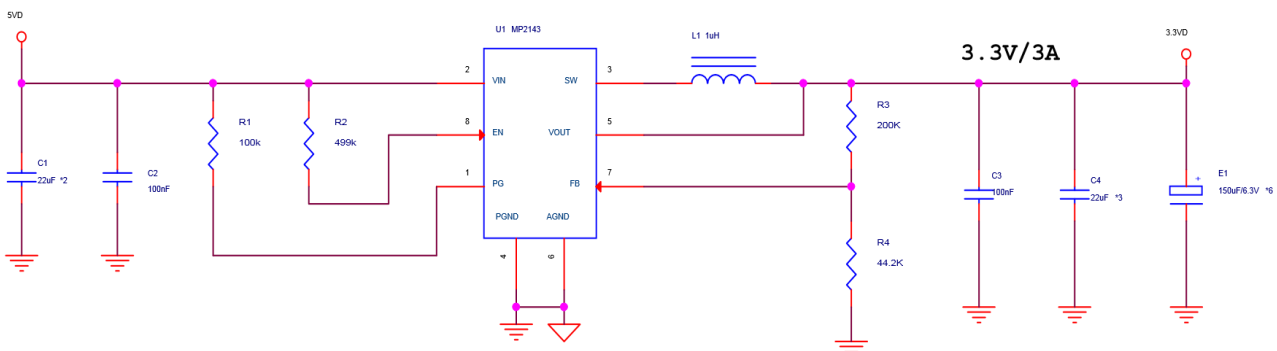 5VD
U1 MP2143
L1 1uH
3.3V/3A
3.3VD
2
VIN
SW
3
R1
100k
R2
499k
8
EN
VOUT
5
R3
200K
C1
22uF *2
C2
100nF
1
PG
FB
7
C3
100nF
C4
22uF *3
E1
+
150uF/6.3V *6
PGND
AGND
4
6
R4
44.2K